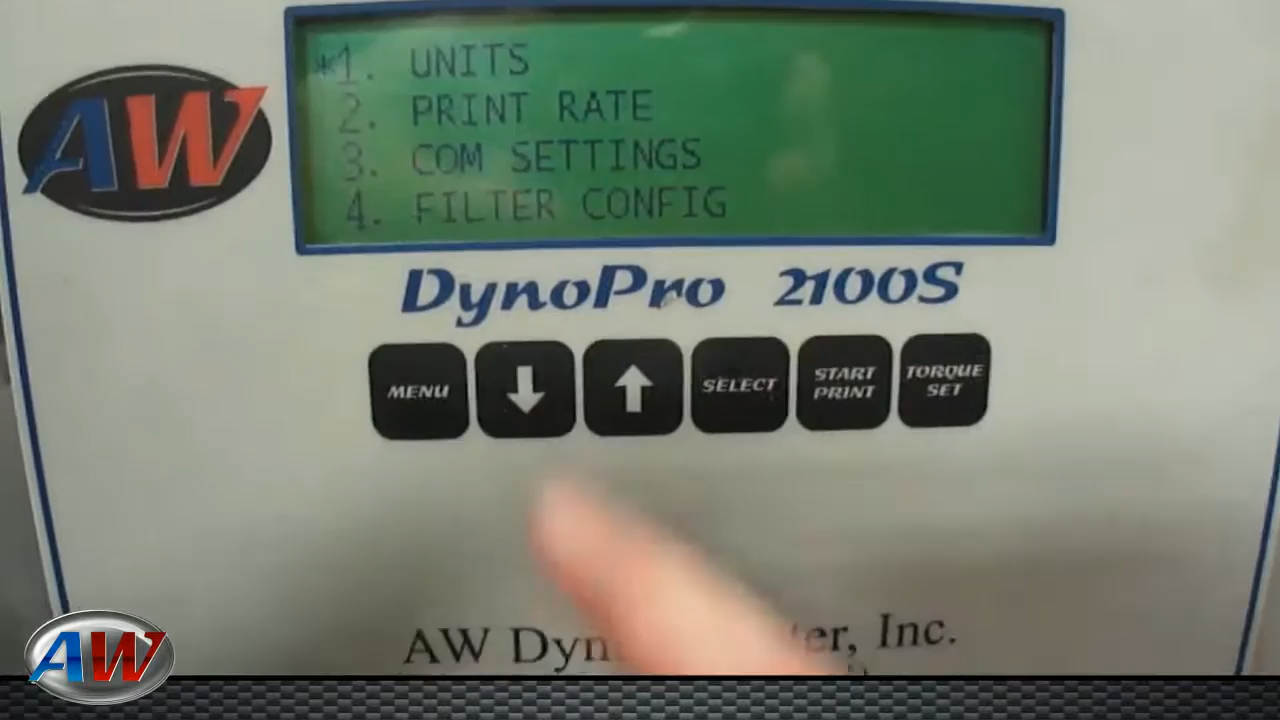 *1. UNITS
2. PRINT RATE
3. COM SETTINGS
4. FILTER CONFIG
AW
DynoPro 2100S
MENU
SELECT
START
PRINT
TORQUE
SET
AW Dyn er, Inc.
AW